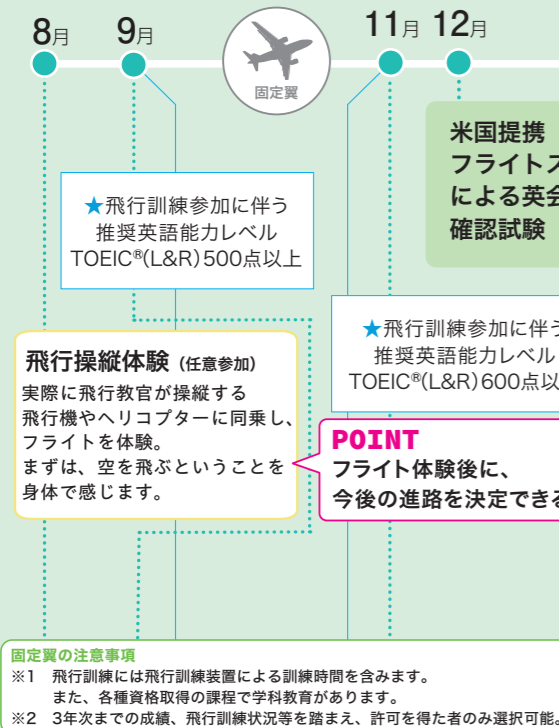 8月 9月 11月 12月
固定翼
米国提携
フライトス
による英会
確認試験
★飛行訓練参加に伴う
推奨英語能力レベル
TOEIC®(L&R)500点以上
★飛行訓練参加に伴う
推奨英語能力レベル
TOEIC®(L&R)600点以
飛行操縦体験（任意参加）
実際に飛行教官が操縦する
飛行機やヘリコプターに同乗し、
フライトを体験。
まずは、空を飛ぶということを
身体で感じます。
POINT
フライト体験後に、
今後の進路を決定できる
固定翼の注意事項
※1 飛行訓練には飛行訓練装置による訓練時間を含みます。
また、各種資格取得の課程で学科教育があります。
※2 3年次までの成績、飛行訓練状況等を踏まえ、許可を得た者のみ選択可能。